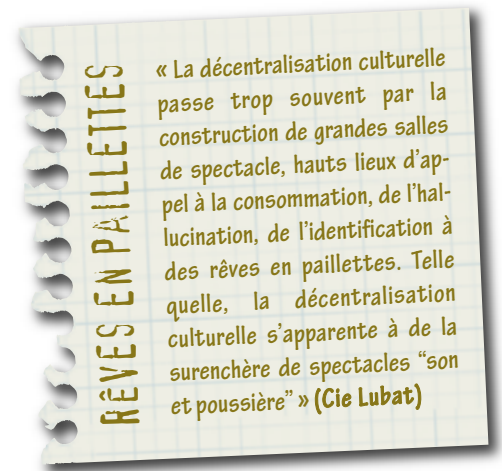 RÊVES EN PAILLETTES
« La décentralisation culturelle
passe trop souvent par la
construction de grandes salles
de spectacle, hauts lieux d'ap-
pel à la consommation, de l'hal-
lucination, de l'identification à
des rêves en paillettes. Telle
quelle, la décentralisation
culturelle s'apparente à de la
surenchère de spectacles "son
et poussière" » (Cie Lubat)